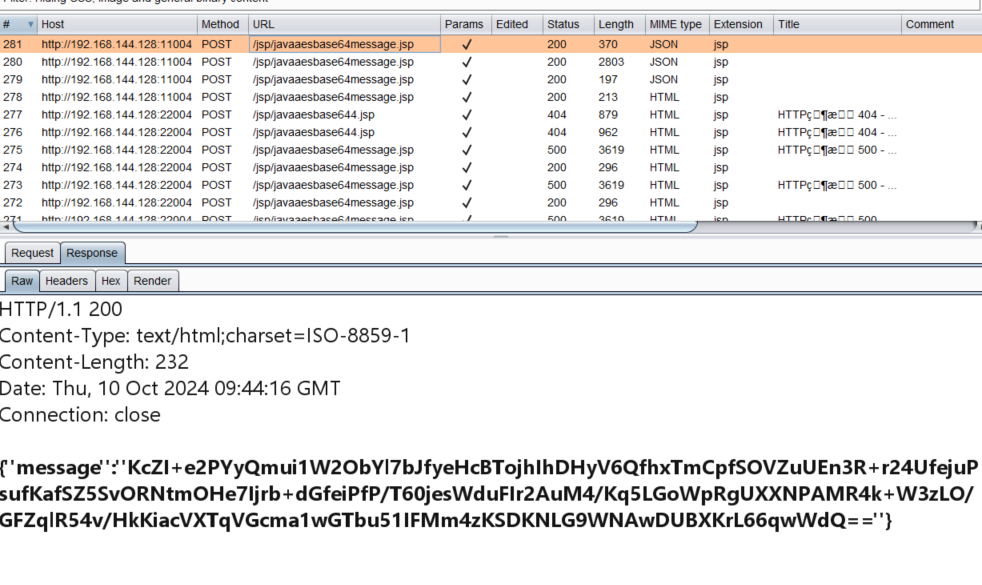 # Host Method URL Params Edited Status Length MIME type Extension Title Comment
281 http://192.168.144.128:11004 POST /jsp/javaaesbase64message.jsp ✓ 200 370 JSON jsp
280 http://192.168.144.128:11004 POST /jsp/javaaesbase64message.jsp ✓ 200 2803 JSON jsp
279 http://192.168.144.128:11004 POST /jsp/javaaesbase64message.jsp ✓ 200 197 JSON jsp
278 http://192.168.144.128:11004 POST /jsp/javaaesbase64message.jsp ✓ 200 213 HTML jsp
277 http://192.168.144.128:22004 POST /jsp/javaaesbase644.jsp ✓ 404 879 HTML jsp HTTPç□¶æ□□ 404 - ...
276 http://192.168.144.128:22004 POST /jsp/javaaesbase644.jsp ✓ 404 962 HTML jsp HTTPç□¶æ□□ 404 - ...
275 http://192.168.144.128:22004 POST /jsp/javaaesbase64message.jsp ✓ 500 3619 HTML jsp HTTPç□¶æ□□ 500 - ...
274 http://192.168.144.128:22004 POST /jsp/javaaesbase64message.jsp ✓ 200 296 HTML jsp
273 http://192.168.144.128:22004 POST /jsp/javaaesbase64message.jsp ✓ 500 3619 HTML jsp HTTPç□¶æ□□ 500 - ...
272 http://192.168.144.128:22004 POST /jsp/javaaesbase64message.jsp ✓ 200 296 HTML jsp
271 http://192.168.144.128:22004 POST /jsp/javaaesbase64message.jsp ✓ 500 3619 HTML jsp HTTPç□¶æ□□ 500
Request Response
Raw Headers Hex Render
HTTP/1.1 200
Content-Type: text/html;charset=ISO-8859-1
Content-Length: 232
Date: Thu, 10 Oct 2024 09:44:16 GMT
Connection: close
{"message":"KcZI+e2PYyQmui1W2ObYl7bJfyeHcBTojhIhDHyV6QfhxTmCpfSOVZuUEn3R+r24UfejuP
sufKafSZ5SvORNtmOHe7Ijrb+dGfeiPfP/T60jesWduFIr2AuM4/Kq5LGoWpRgUXXNPAMR4k+W3zLO/
GFZqlR54v/HkKiacVXTqVGcma1wGTbu51IFMm4zKSDKNLG9WNAwDUBXKrL66qwWdQ=="}